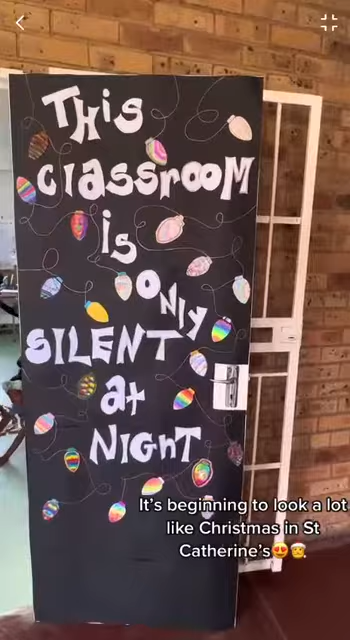 This
classroom
is
ONly
SILENT
at
NighT
It's beginning to look a lot
like Christmas in St
Catherine's😍🧑‍🎄